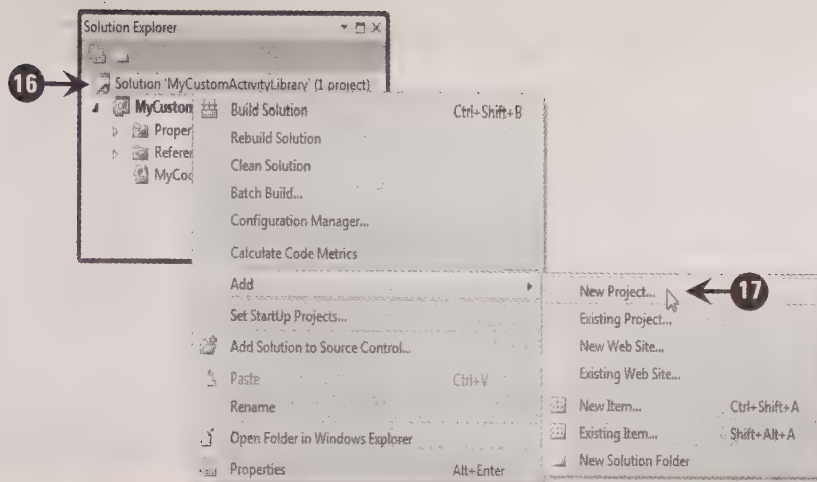 Solution Explorer
16
Solution 'MyCustomActivityLibrary' (1 project)
MyCustom
Proper
Referen
MyCod
Build Solution Ctrl+Shift+B
Rebuild Solution
Clean Solution
Batch Build...
Configuration Manager...
Calculate Code Metrics
Add
Set StartUp Projects...
Add Solution to Source Control...
Paste Ctrl+V
Rename
Open Folder in Windows Explorer
Properties Alt+Enter
New Project...
17
Existing Project...
New Web Site...
Existing Web Site...
New Item... Ctrl+Shift+A
Existing Item... Shift+Alt+A
New Solution Folder